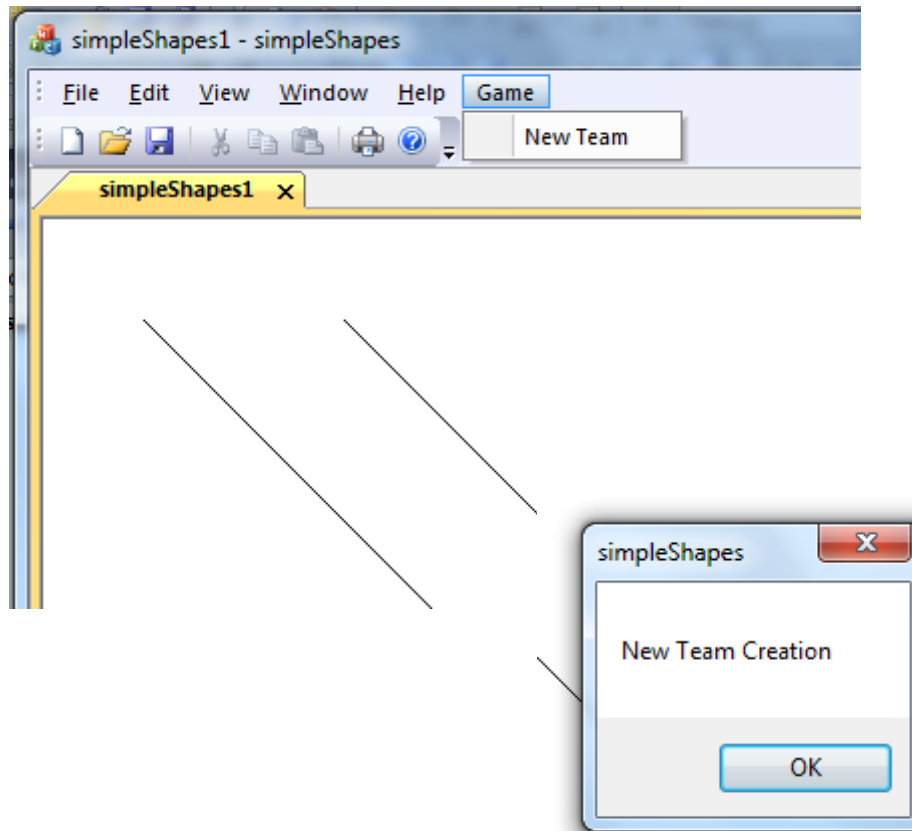 simpleShapes1 - simpleShapes
File Edit View Window Help Game
New Team
simpleShapes1
simpleShapes
New Team Creation
OK